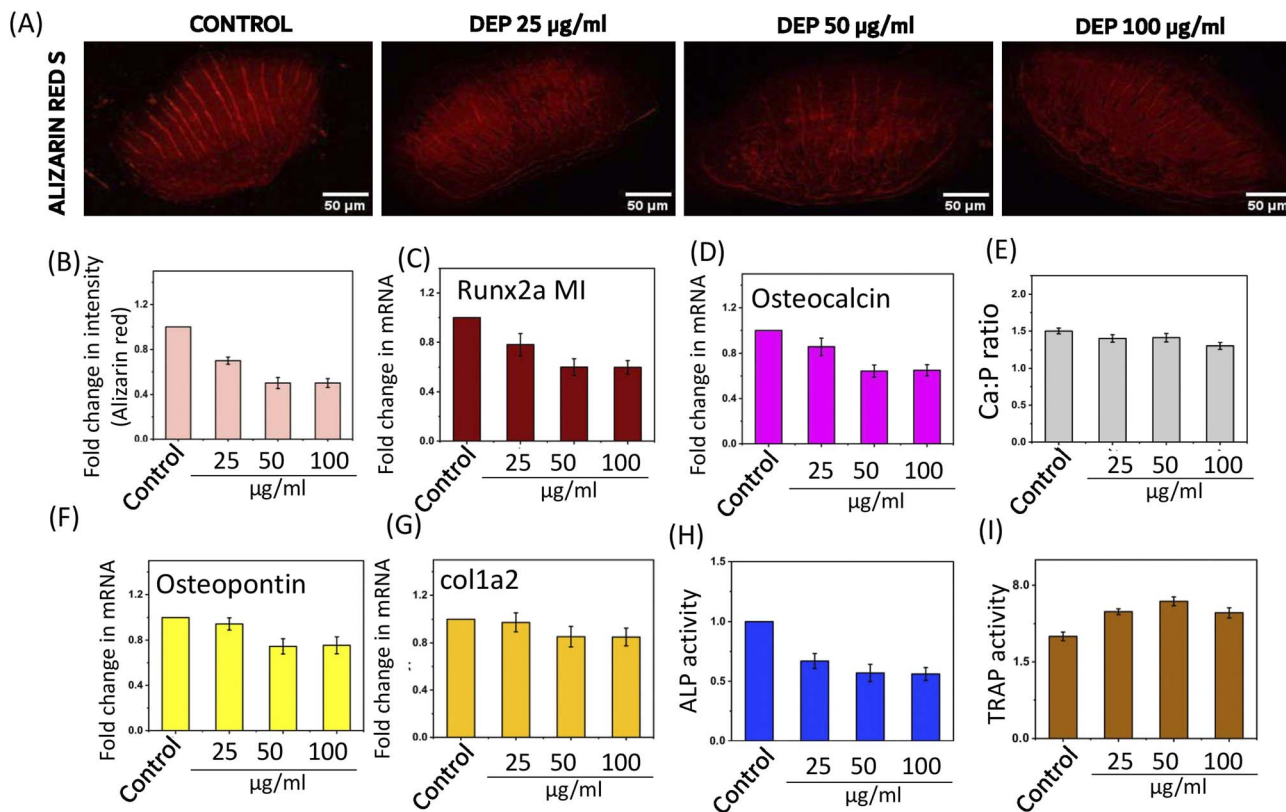 (A)
CONTROL
DEP 25 µg/ml
DEP 50 µg/ml
DEP 100 µg/ml
ALIZARIN RED S
50 µm
50 µm
50 µm
50 µm
(B)
Fold change in intensity
(Alizarin red)
1.2
0.8
0.4
0.0
Control
25 50 100
µg/ml
(C)
Runx2a MI
Fold change in mRNA
1.2
0.8
0.4
0.0
Control
25 50 100
µg/ml
(D)
Osteocalcin
Fold change in mRNA
1.2
0.8
0.4
0.0
Control
25 50 100
µg/ml
(E)
Ca:P ratio
2.0
1.5
1.0
0.5
0.0
Control
25 50 100
µg/ml
(F)
Osteopontin
Fold change in mRNA
1.2
0.8
0.4
0.0
Control
25 50 100
µg/ml
(G)
col1a2
Fold change in mRNA
1.2
0.8
0.4
0.0
Control
25 50 100
µg/ml
(H)
ALP activity
1.5
1.0
0.5
0.0
Control
25 50 100
µg/ml
(I)
TRAP activity
8.0
1.5
0.0
Control
25 50 100
µg/ml